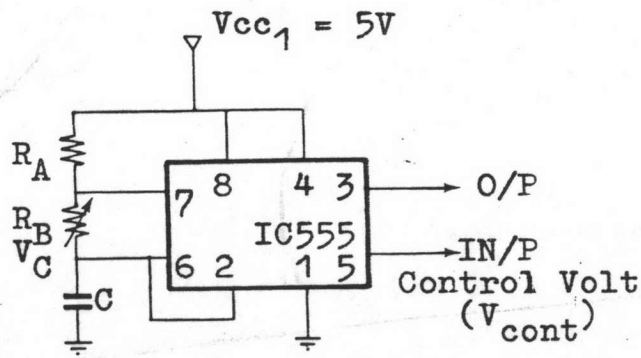 Vcc1 = 5V
RA
8 4 3 O/P
7
RB
VC
IC555
6 2 1 5 IN/P
C
Control Volt
(Vcont)